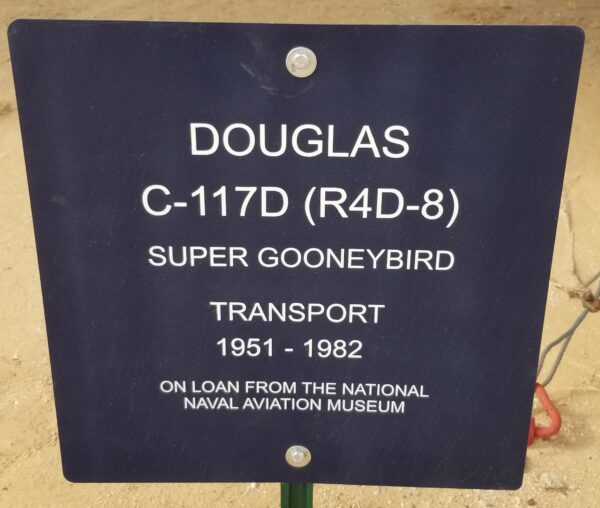 DOUGLAS
C-117D (R4D-8)
SUPER GOONEYBIRD
TRANSPORT
1951 - 1982
ON LOAN FROM THE NATIONAL
NAVAL AVIATION MUSEUM